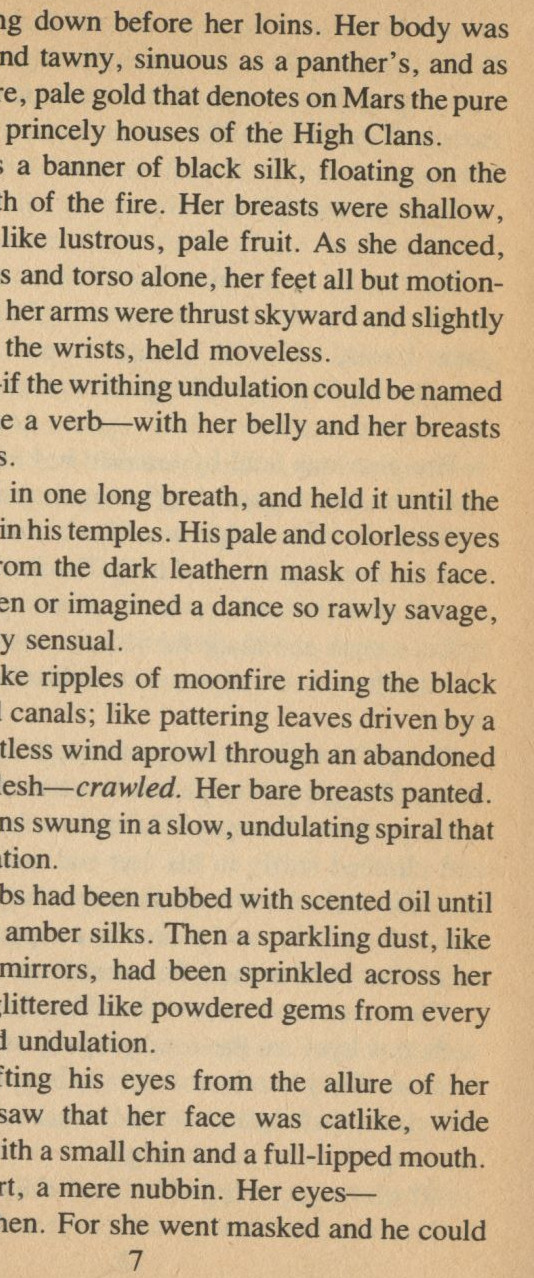 ng down before her loins. Her body was
nd tawny, sinuous as a panther's, and as
re, pale gold that denotes on Mars the pure
princely houses of the High Clans.
s a banner of black silk, floating on the
th of the fire. Her breasts were shallow,
like lustrous, pale fruit. As she danced,
s and torso alone, her feet all but motion-
her arms were thrust skyward and slightly
the wrists, held moveless.
-if the writhing undulation could be named
e a verb—with her belly and her breasts
s.
in one long breath, and held it until the
in his temples. His pale and colorless eyes
rom the dark leathern mask of his face.
en or imagined a dance so rawly savage,
y sensual.
ke ripples of moonfire riding the black
l canals; like pattering leaves driven by a
tless wind aprowl through an abandoned
lesh—crawled. Her bare breasts panted.
ns swung in a slow, undulating spiral that
ation.
bs had been rubbed with scented oil until
amber silks. Then a sparkling dust, like
mirrors, had been sprinkled across her
glittered like powdered gems from every
d undulation.
fting his eyes from the allure of her
saw that her face was catlike, wide
ith a small chin and a full-lipped mouth.
rt, a mere nubbin. Her eyes—
hen. For she went masked and he could
7